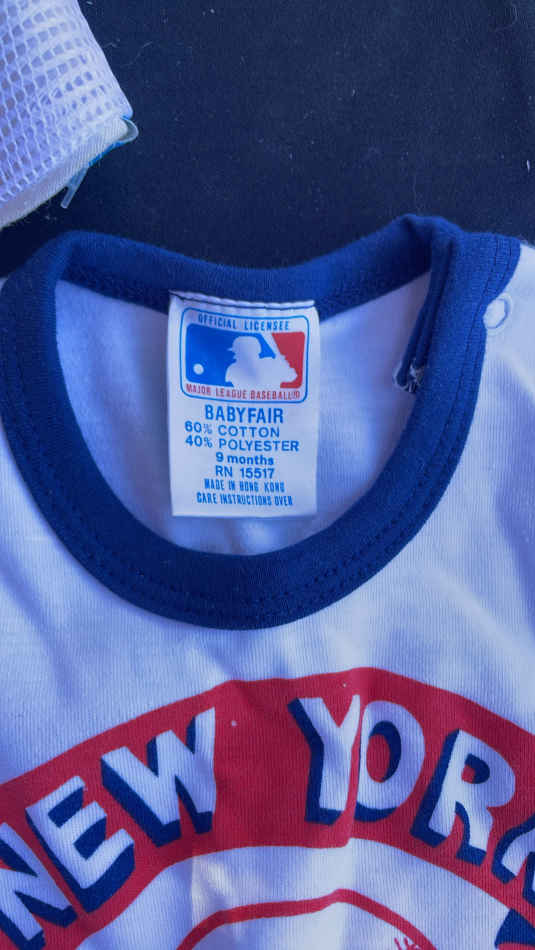 OFFICIAL LICENSEE
MAJOR LEAGUE BASEBALL
BABYFAIR
60% COTTON
40% POLYESTER
9 months
RN 15517
MADE IN HONG KONG
CARE INSTRUCTIONS OVER
NEW YORK